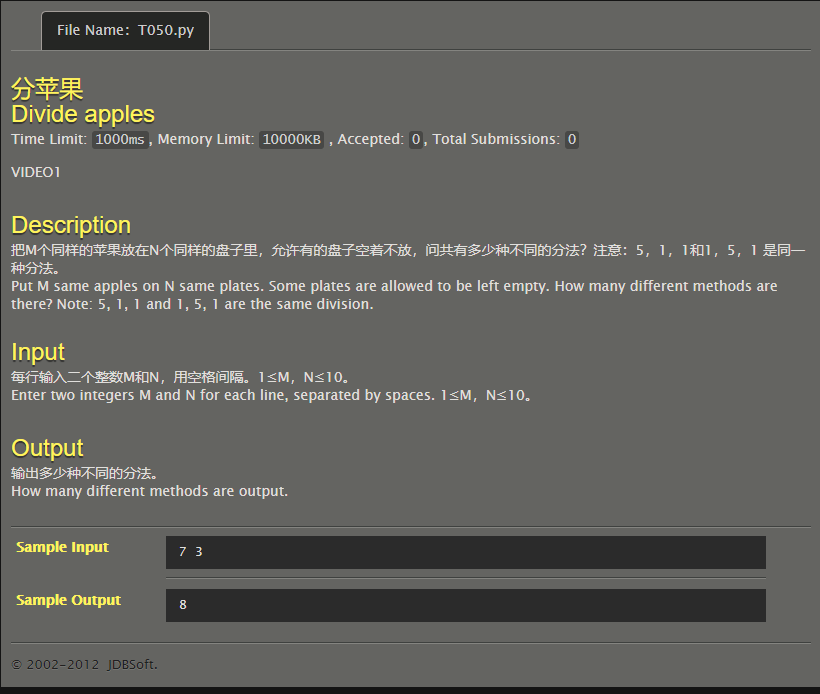 File Name: T050.py
分苹果
Divide apples
Time Limit: 1000ms, Memory Limit: 10000KB , Accepted: 0, Total Submissions: 0
VIDEO1
Description
把M个同样的苹果放在N个同样的盘子里，允许有的盘子空着不放，问共有多少种不同的分法？注意：5，1，1和1，5，1 是同一
种分法。
Put M same apples on N same plates. Some plates are allowed to be left empty. How many different methods are
there? Note: 5, 1, 1 and 1, 5, 1 are the same division.
Input
每行输入二个整数M和N，用空格间隔。1≤M，N≤10。
Enter two integers M and N for each line, separated by spaces. 1≤M，N≤10。
Output
输出多少种不同的分法。
How many different methods are output.
Sample Input
7 3
Sample Output
8
© 2002-2012 JDBSoft.